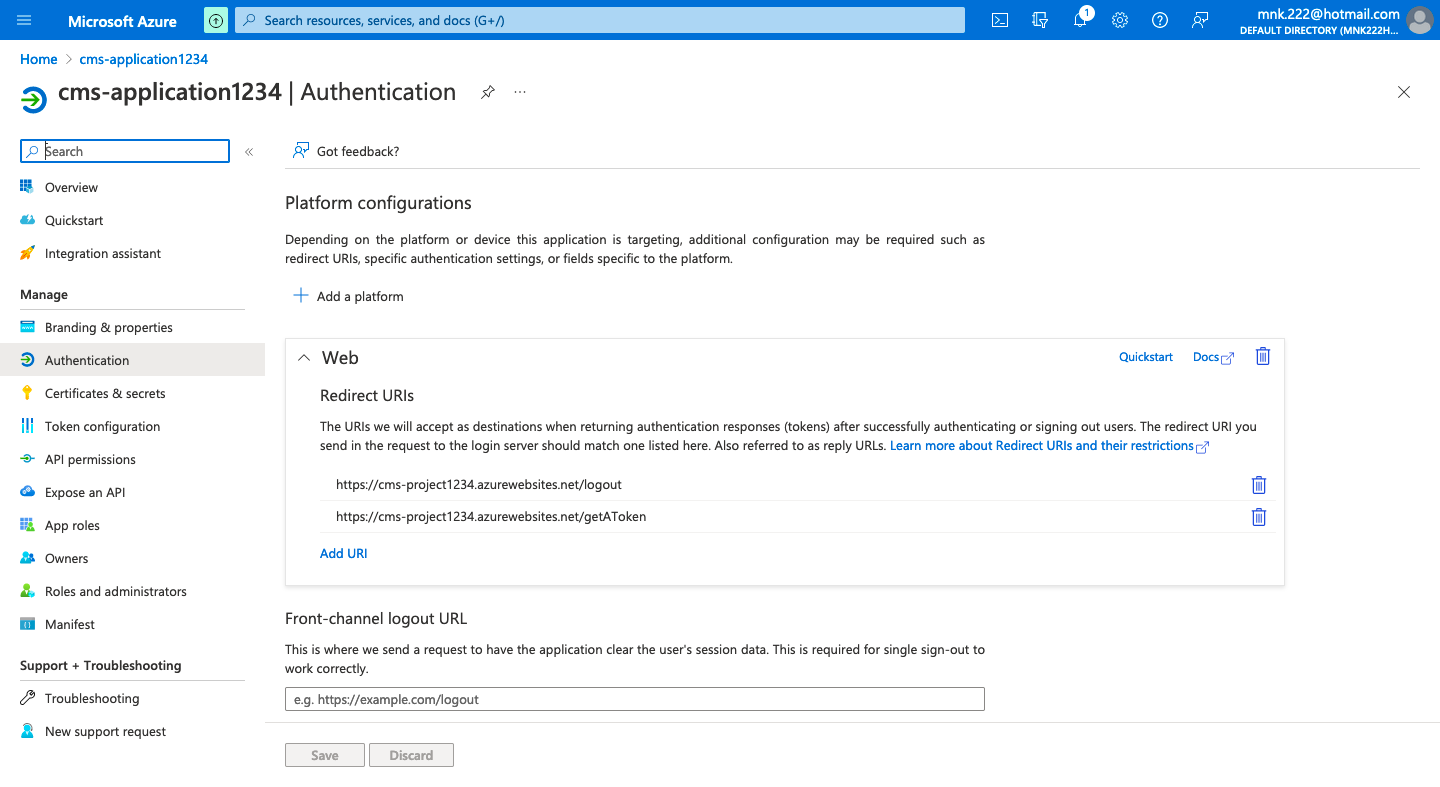 Microsoft Azure
Search resources, services, and docs (G+/)
1
mnk.222@hotmail.com
DEFAULT DIRECTORY (MNK222H...
Home > cms-application1234
cms-application1234 | Authentication
...
Search
«
Got feedback?
Overview
Quickstart
Integration assistant
Manage
Branding & properties
Authentication
Certificates & secrets
Token configuration
API permissions
Expose an API
App roles
Owners
Roles and administrators
Manifest
Support + Troubleshooting
Troubleshooting
New support request
Platform configurations
Depending on the platform or device this application is targeting, additional configuration may be required such as
redirect URIs, specific authentication settings, or fields specific to the platform.
Add a platform
Web
Quickstart
Docs
Redirect URIs
The URIs we will accept as destinations when returning authentication responses (tokens) after successfully authenticating or signing out users. The redirect URI you
send in the request to the login server should match one listed here. Also referred to as reply URLs. Learn more about Redirect URIs and their restrictions
https://cms-project1234.azurewebsites.net/logout
https://cms-project1234.azurewebsites.net/getAToken
Add URI
Front-channel logout URL
This is where we send a request to have the application clear the user's session data. This is required for single sign-out to
work correctly.
e.g. https://example.com/logout
Save
Discard